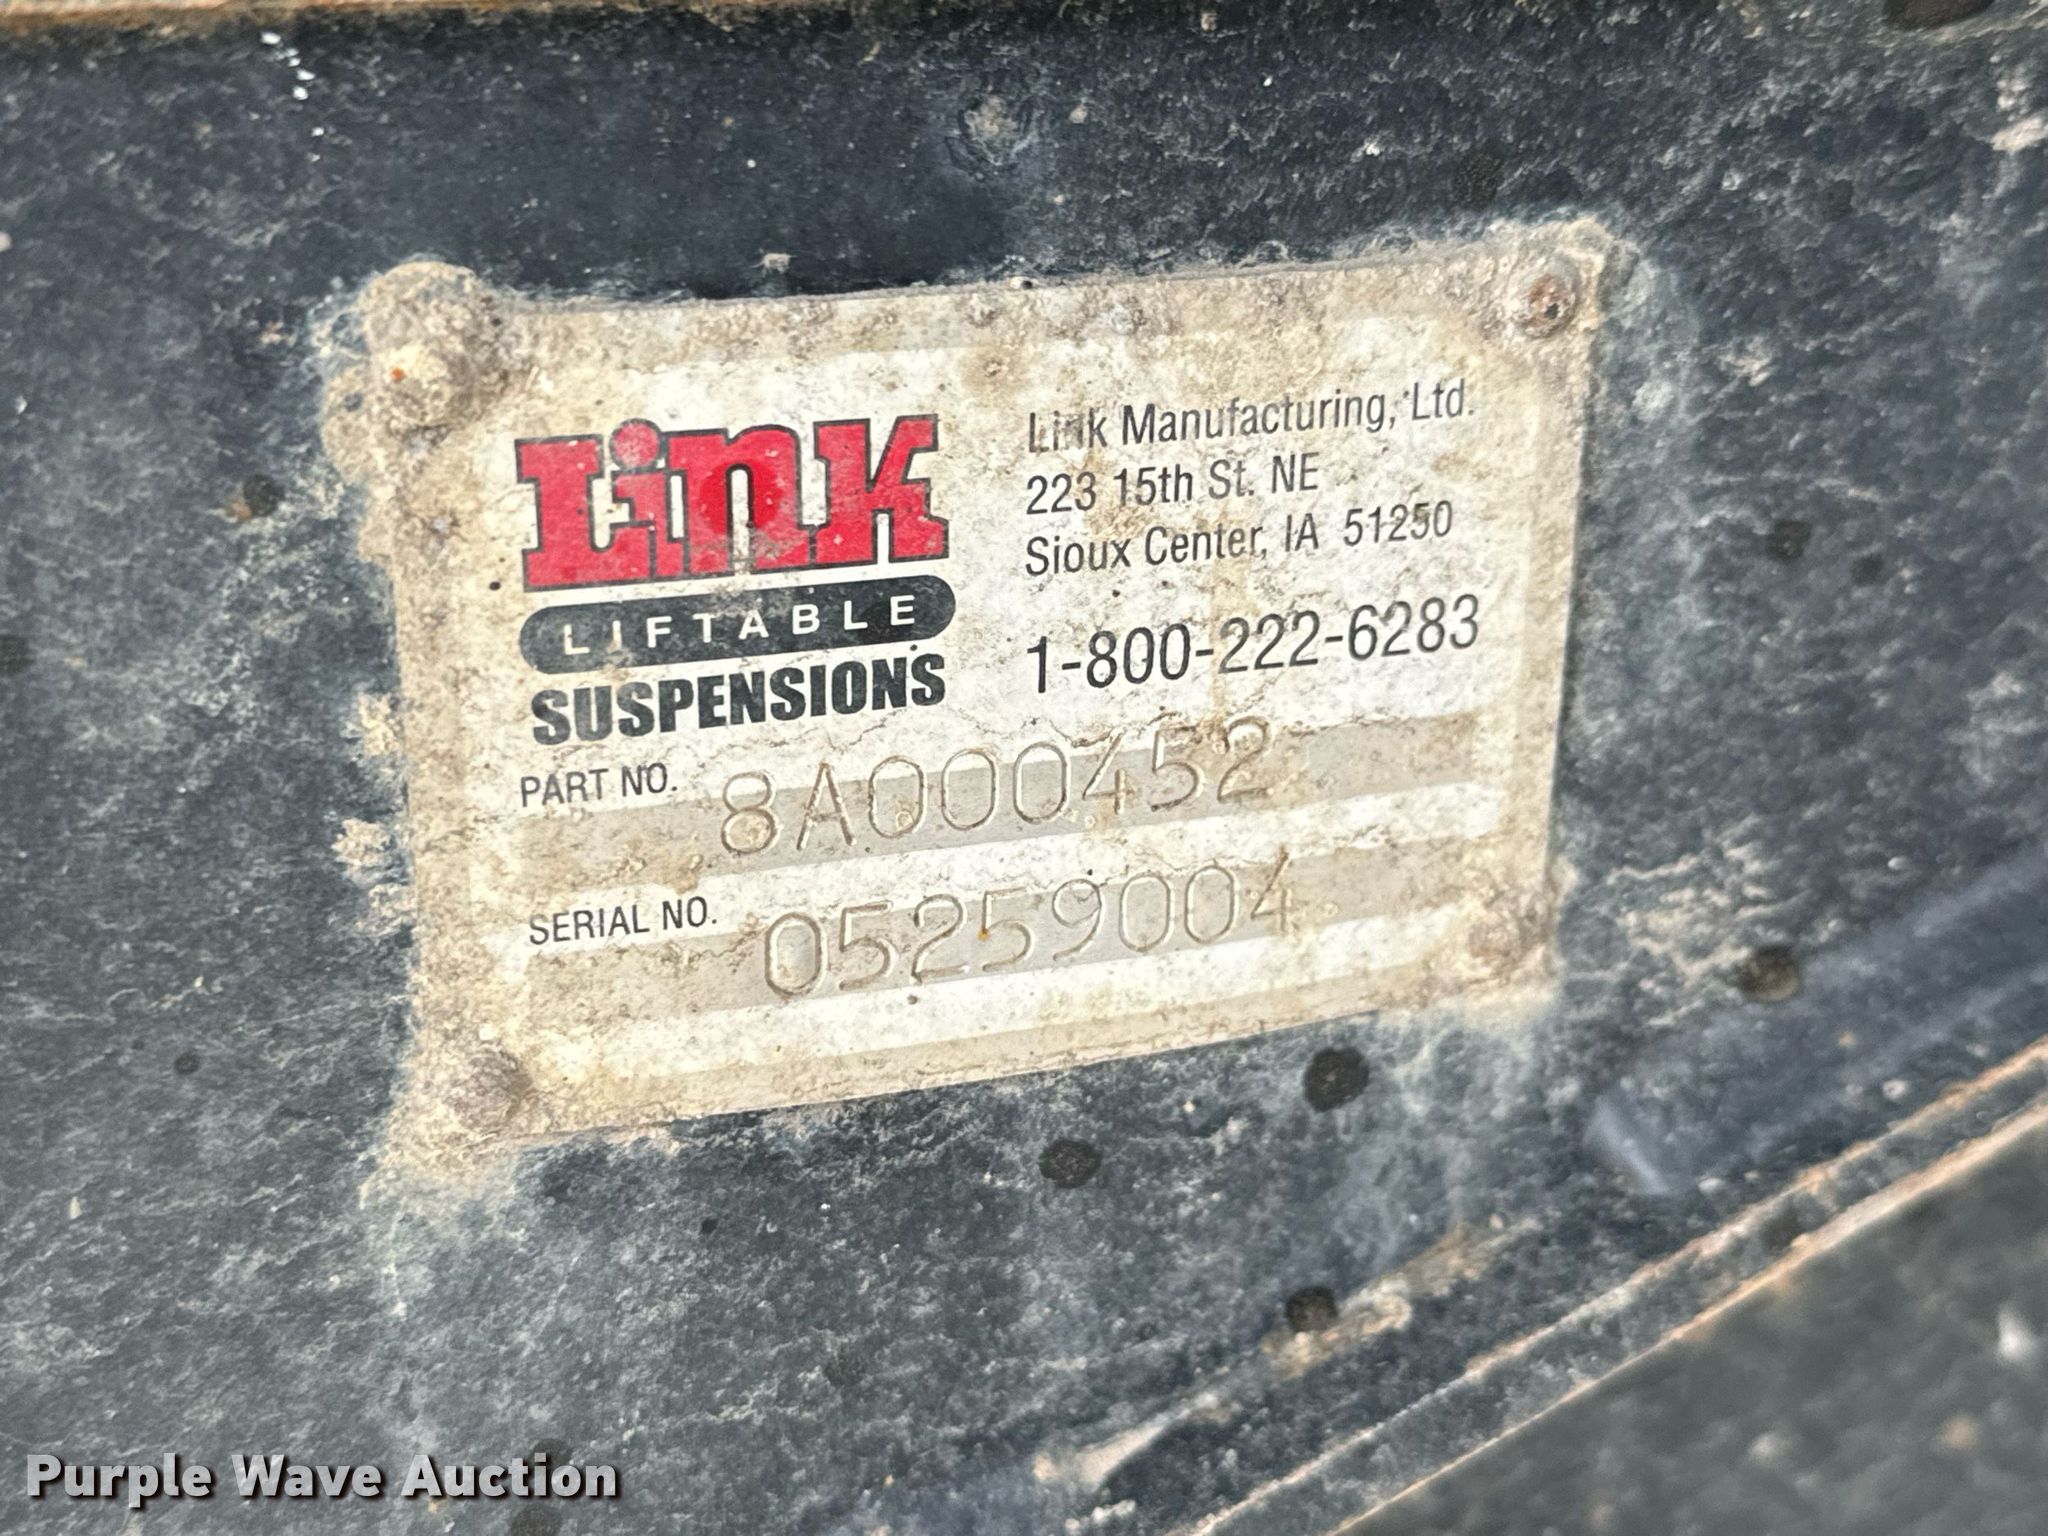 Link
LIFTABLE
SUSPENSIONS
Link Manufacturing, Ltd.
223 15th St. NE
Sioux Center, IA 51250
1-800-222-6283
PART NO. 8A000452
SERIAL NO. 05259004
Purple Wave Auction